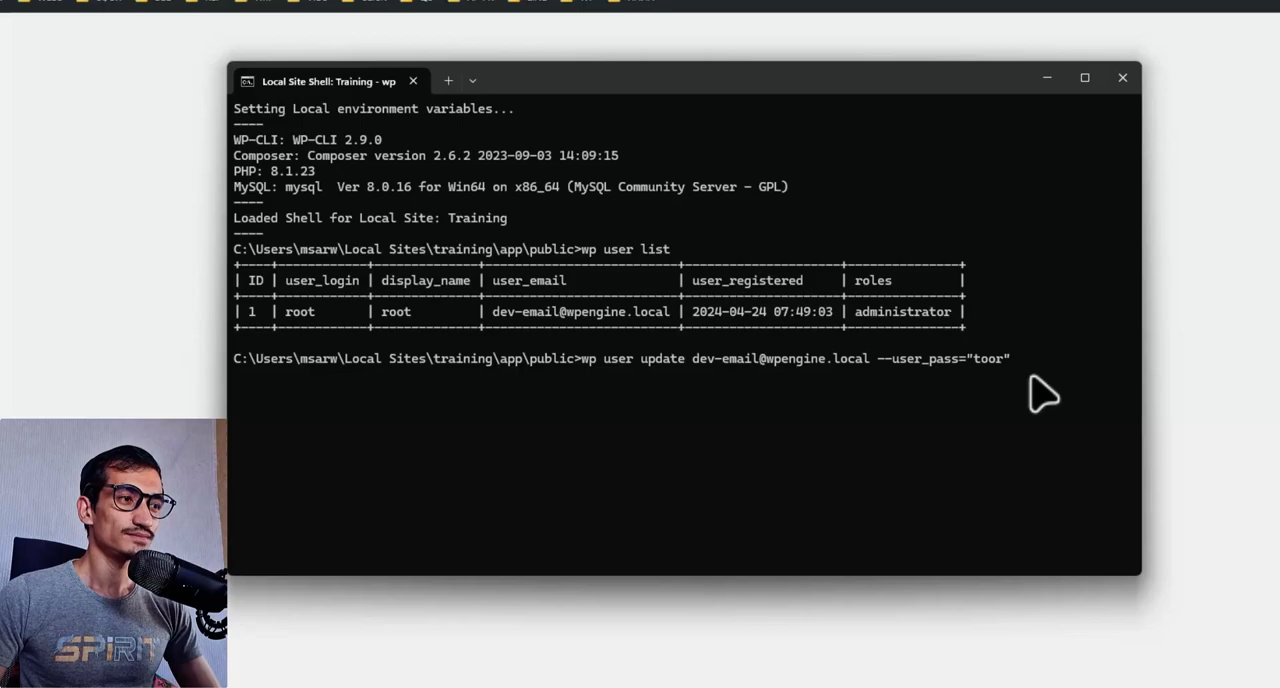 Local Site Shell: Training - wp
Setting Local environment variables...
----
WP-CLI: WP-CLI 2.9.0
Composer: Composer version 2.6.2 2023-09-03 14:09:15
PHP: 8.1.23
MySQL: mysql  Ver 8.0.16 for Win64 on x86_64 (MySQL Community Server - GPL)
----
Loaded Shell for Local Site: Training
----
C:\Users\msarw\Local Sites\training\app\public>wp user list
| ID | user_login | display_name | user_email | user_registered | roles |
| 1 | root | root | dev-email@wpengine.local | 2024-04-24 07:49:03 | administrator |
C:\Users\msarw\Local Sites\training\app\public>wp user update dev-email@wpengine.local --user_pass="toor"
SPiRIT